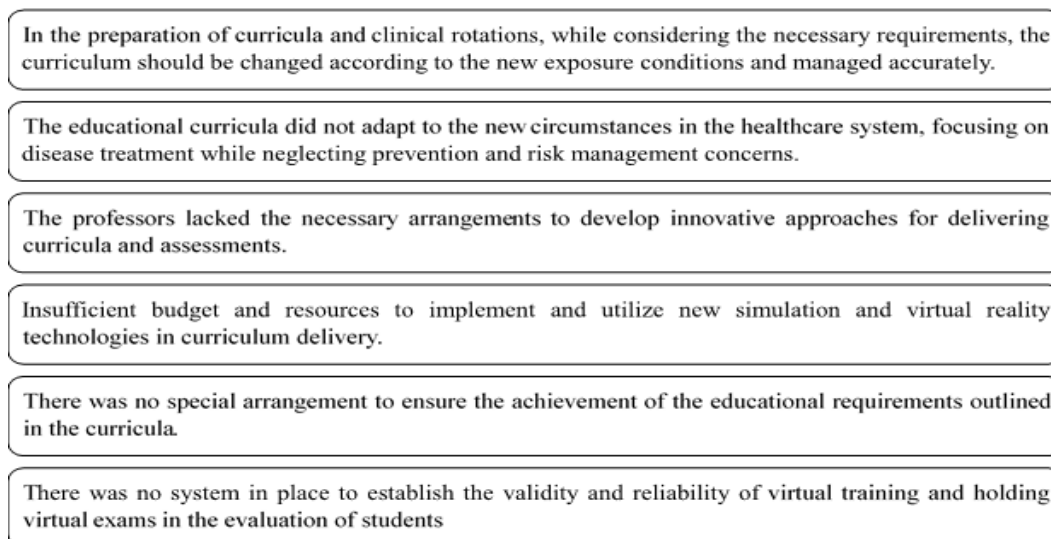 In the preparation of curricula and clinical rotations, while considering the necessary requirements, the
curriculum should be changed according to the new exposure conditions and managed accurately.
The educational curricula did not adapt to the new circumstances in the healthcare system, focusing on
disease treatment while neglecting prevention and risk management concerns.
The professors lacked the necessary arrangements to develop innovative approaches for delivering
curricula and assessments.
Insufficient budget and resources to implement and utilize new simulation and virtual reality
technologies in curriculum delivery.
There was no special arrangement to ensure the achievement of the educational requirements outlined
in the curricula.
There was no system in place to establish the validity and reliability of virtual training and holding
virtual exams in the evaluation of students